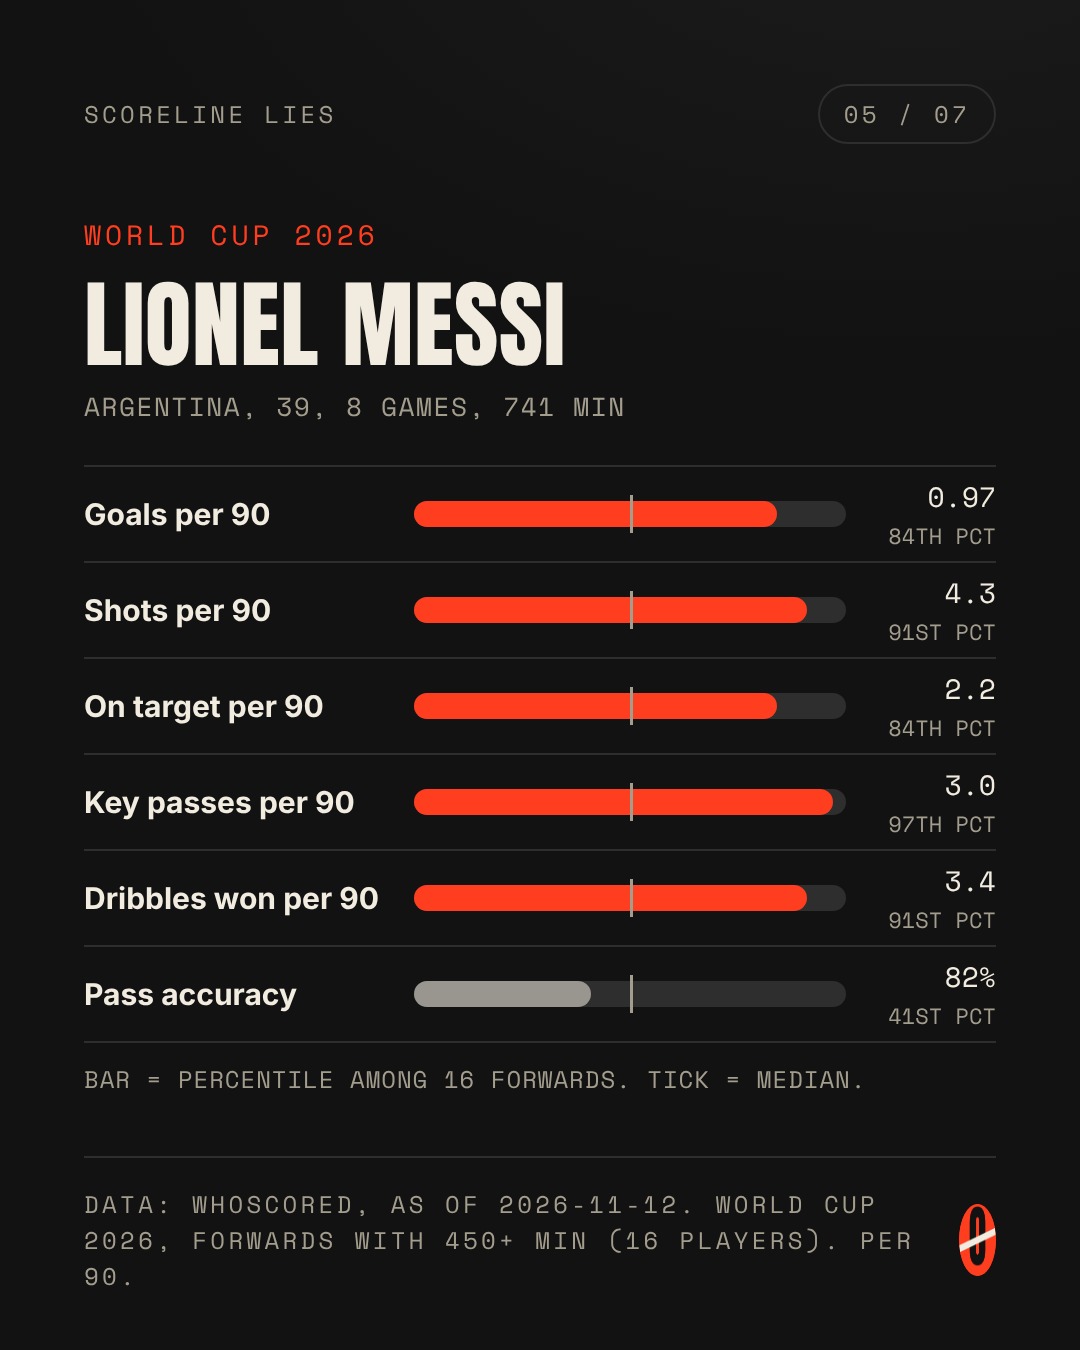 SCORELINE LIES
05 / 07
WORLD CUP 2026
LIONEL MESSI
ARGENTINA, 39, 8 GAMES, 741 MIN
Goals per 90
0.97
84TH PCT
Shots per 90
4.3
91ST PCT
On target per 90
2.2
84TH PCT
Key passes per 90
3.0
97TH PCT
Dribbles won per 90
3.4
91ST PCT
Pass accuracy
82%
41ST PCT
BAR = PERCENTILE AMONG 16 FORWARDS. TICK = MEDIAN.
DATA: WHOSCORED, AS OF 2026-11-12. WORLD CUP
2026, FORWARDS WITH 450+ MIN (16 PLAYERS). PER
90.
0